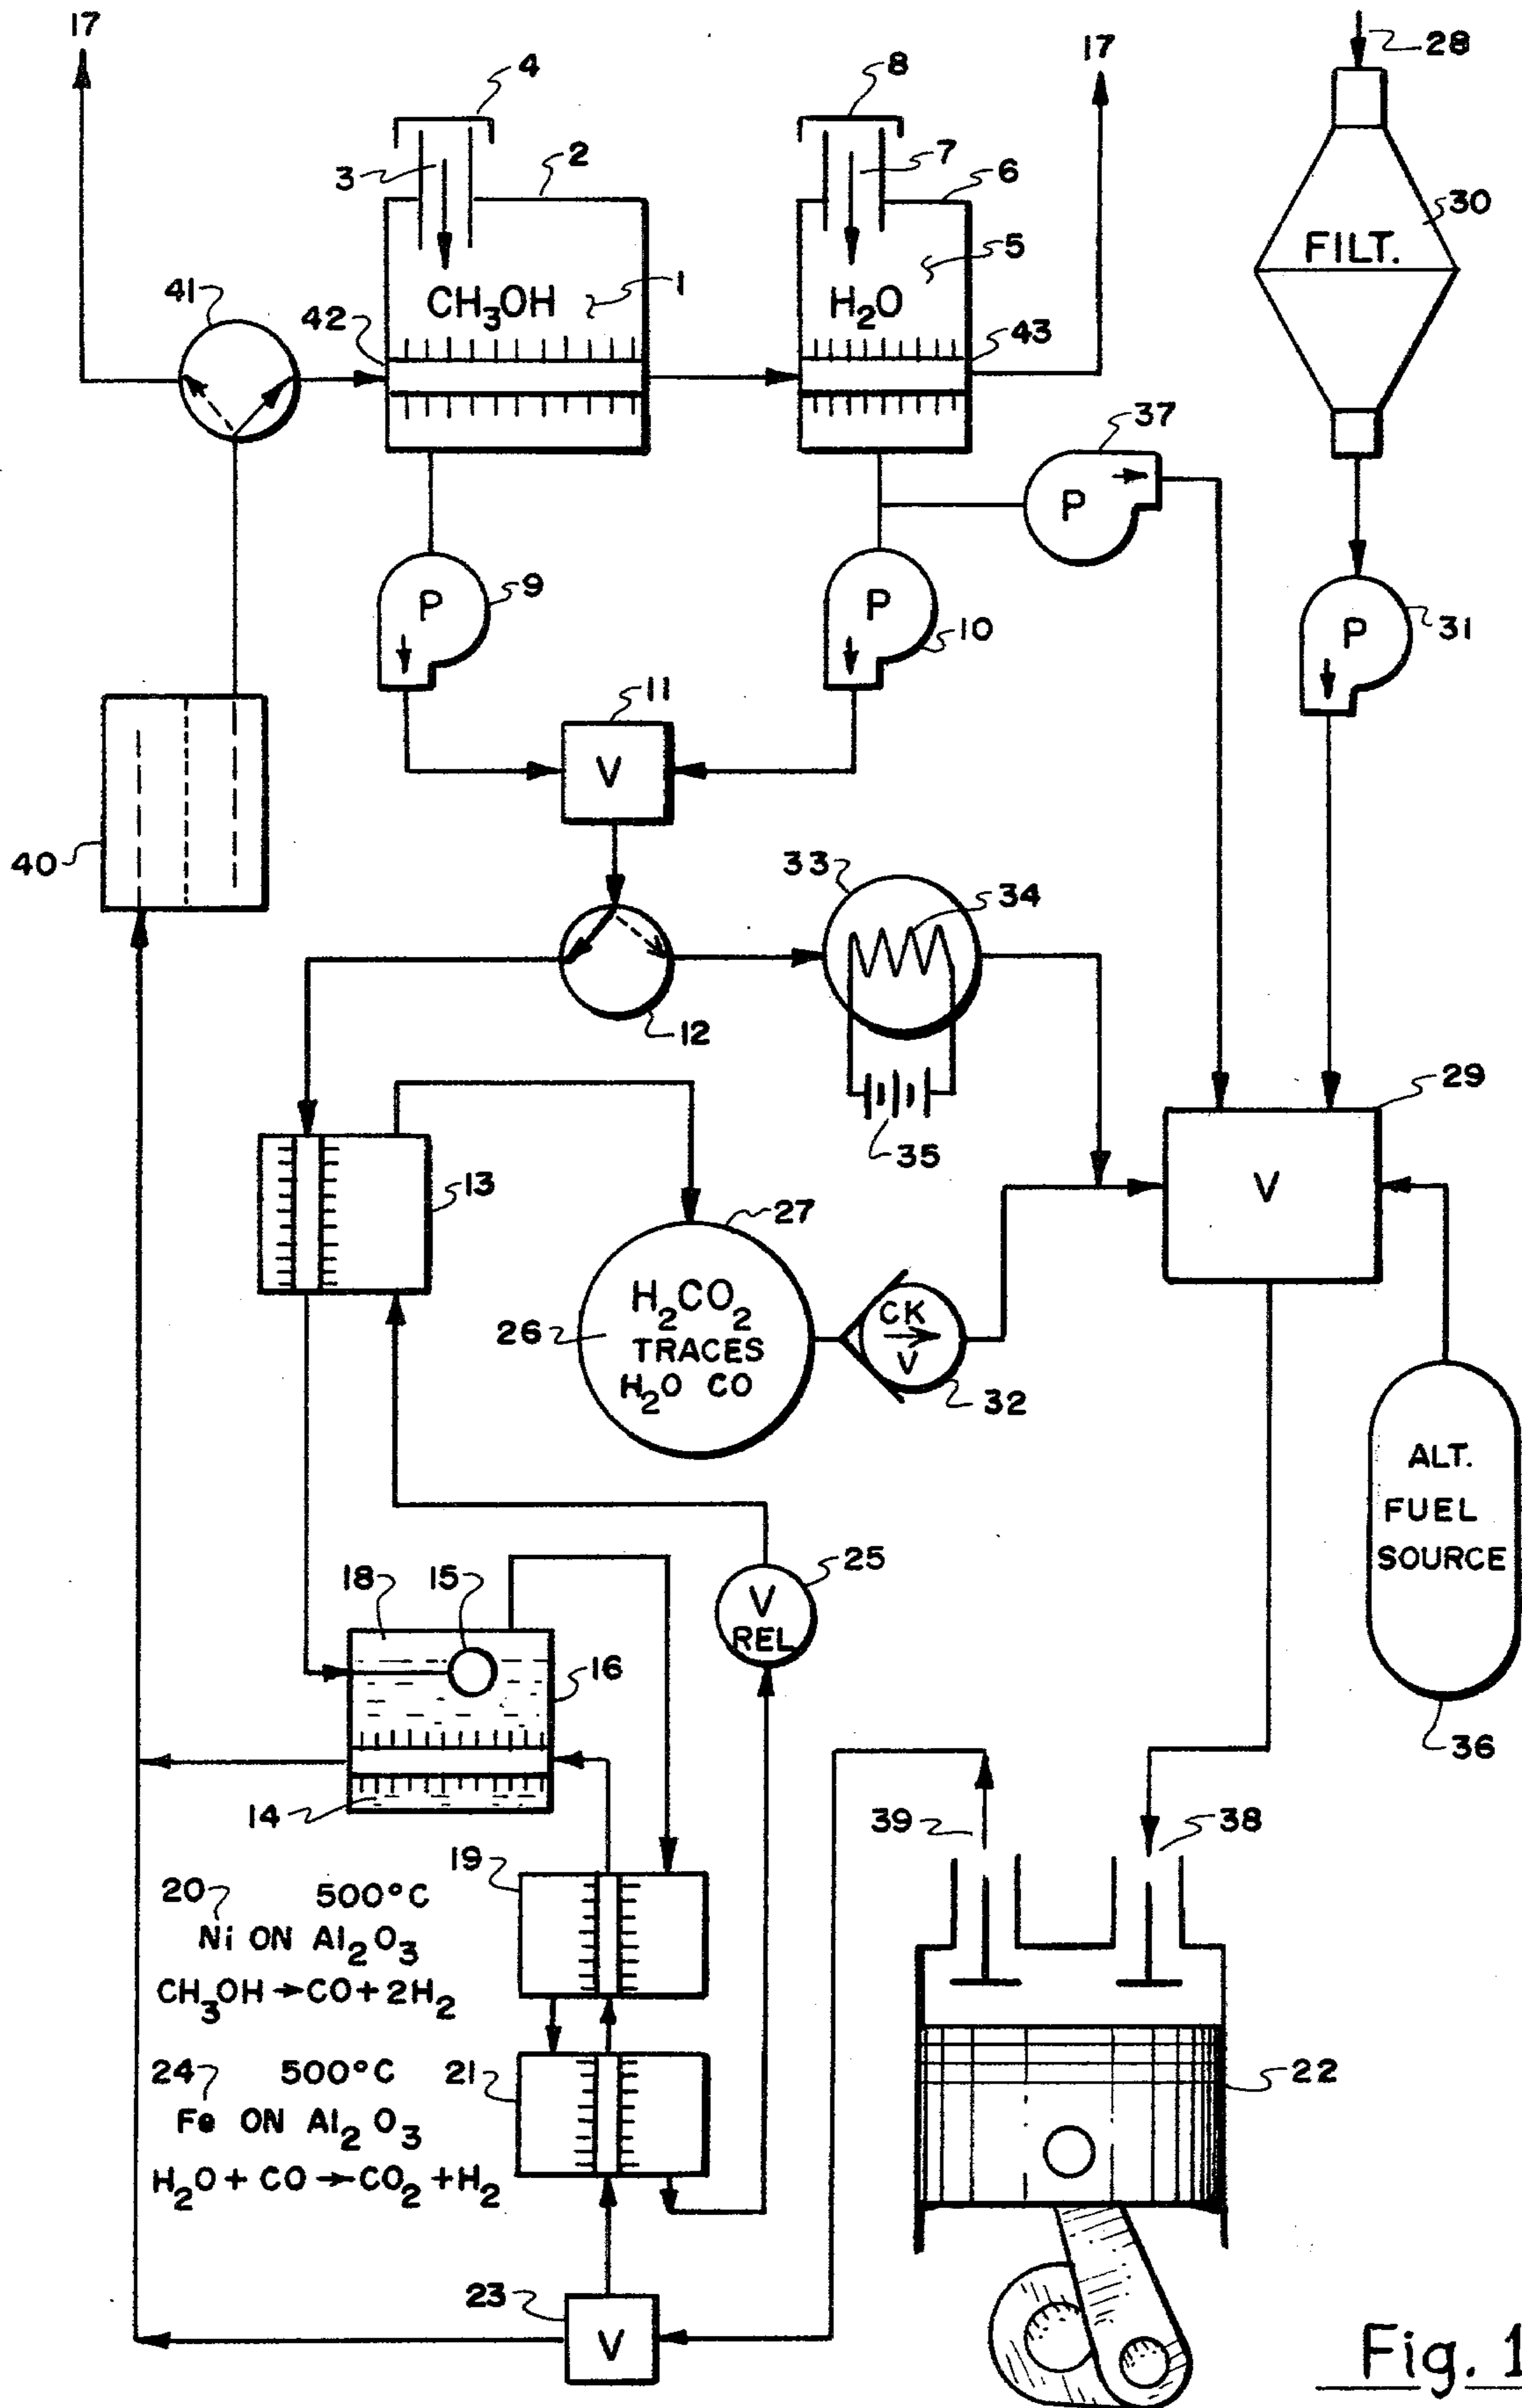 17
4
8
17
28
3
2
7
6
30
FILT.
5
41
42
CH3OH
1
H2O
43
37
P
P
9
P
10
P
31
11
V
40
33
34
12
35
29
V
13
27
26
H2CO2
TRACES
H2O CO
CK
V
32
ALT.
FUEL
SOURCE
36
18
15
25
V
REL
16
14
39
38
19
20
500°C
Ni ON Al2O3
CH3OH→CO+2H2
24
500°C
21
Fe ON Al2O3
H2O + CO→CO2 +H2
22
23
V
Fig. 1